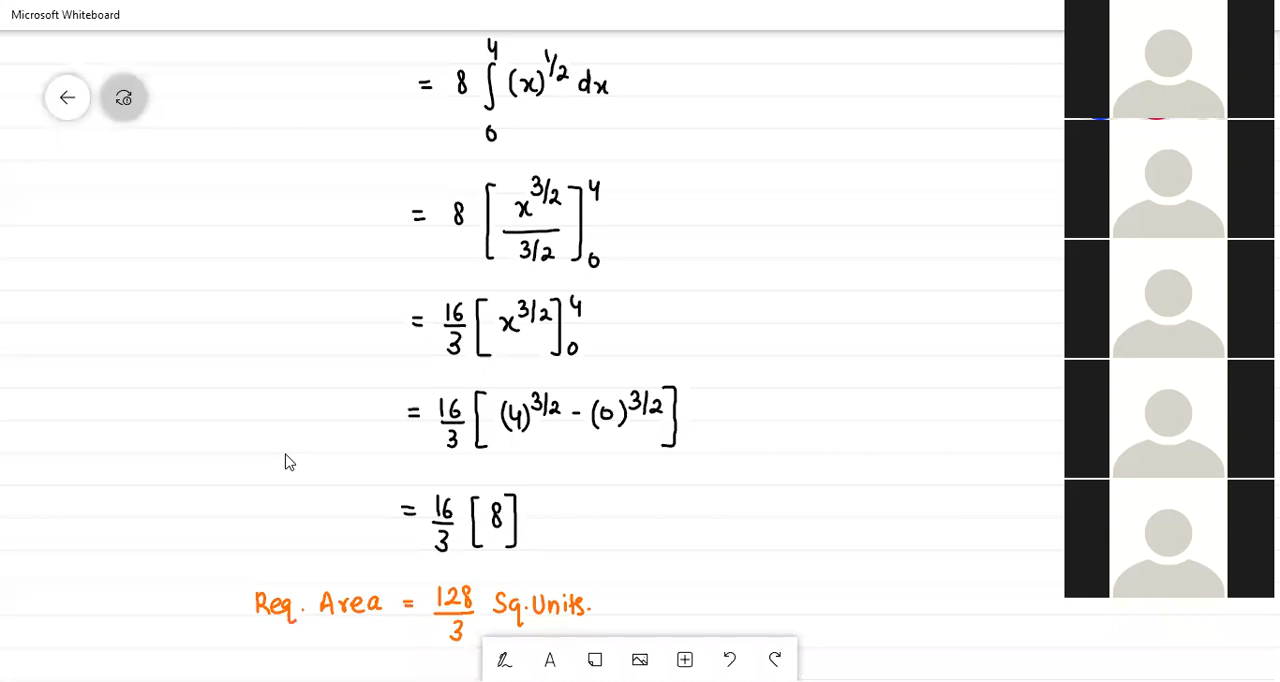 Microsoft Whiteboard
= 8 ∫₀⁴ (x)^{1/2} dx
= 8 [ x^{3/2} / 3/2 ]₀⁴
= 16/3 [ x^{3/2} ]₀⁴
= 16/3 [ (4)^{3/2} - (0)^{3/2} ]
= 16/3 [ 8 ]
Req. Area = 128/3 Sq. Units.